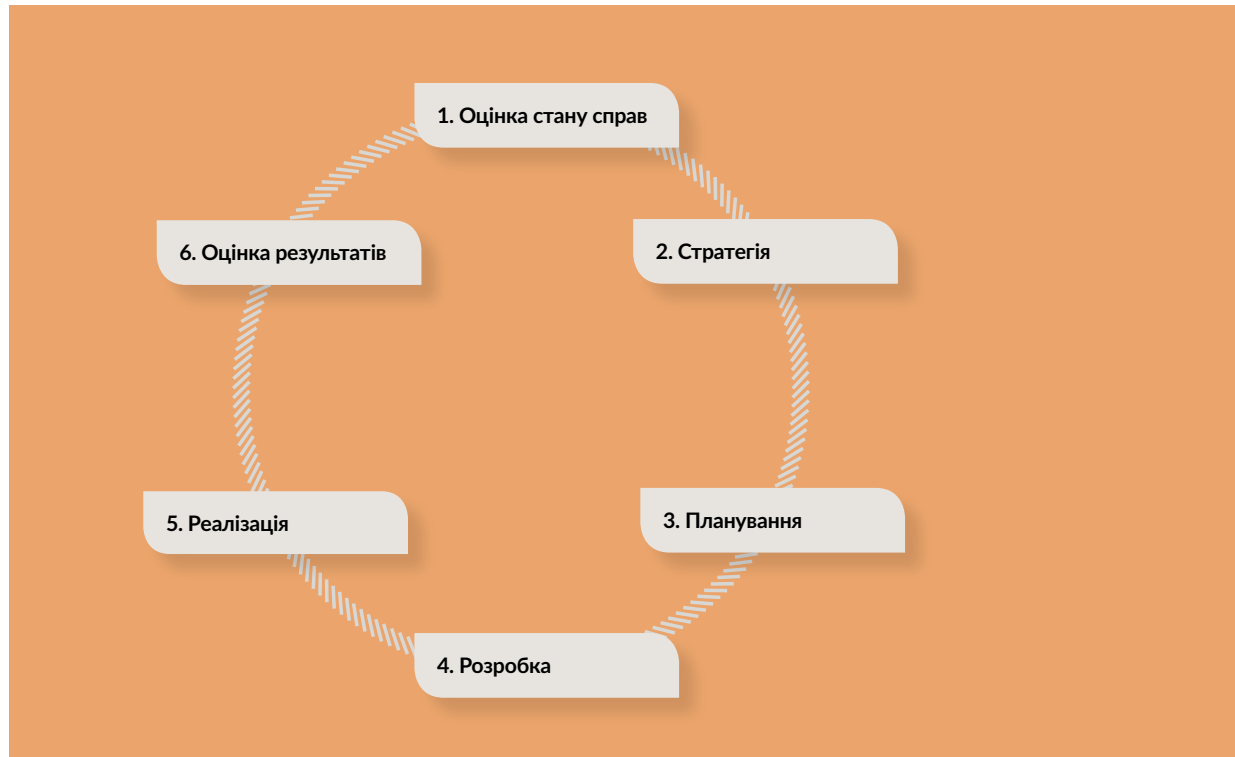 1. Оцінка стану справ
2. Стратегія
3. Планування
4. Розробка
5. Реалізація
6. Оцінка результатів